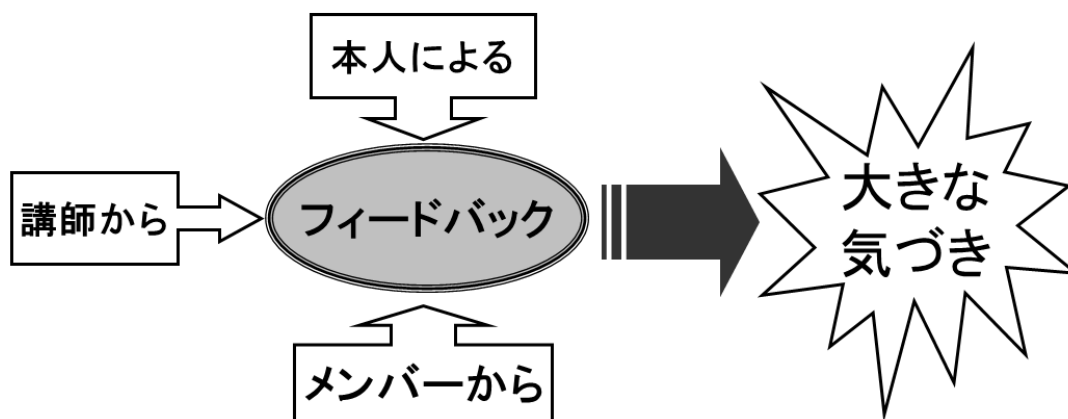 本人による
講師から
フィードバック
メンバーから
大きな
気づき